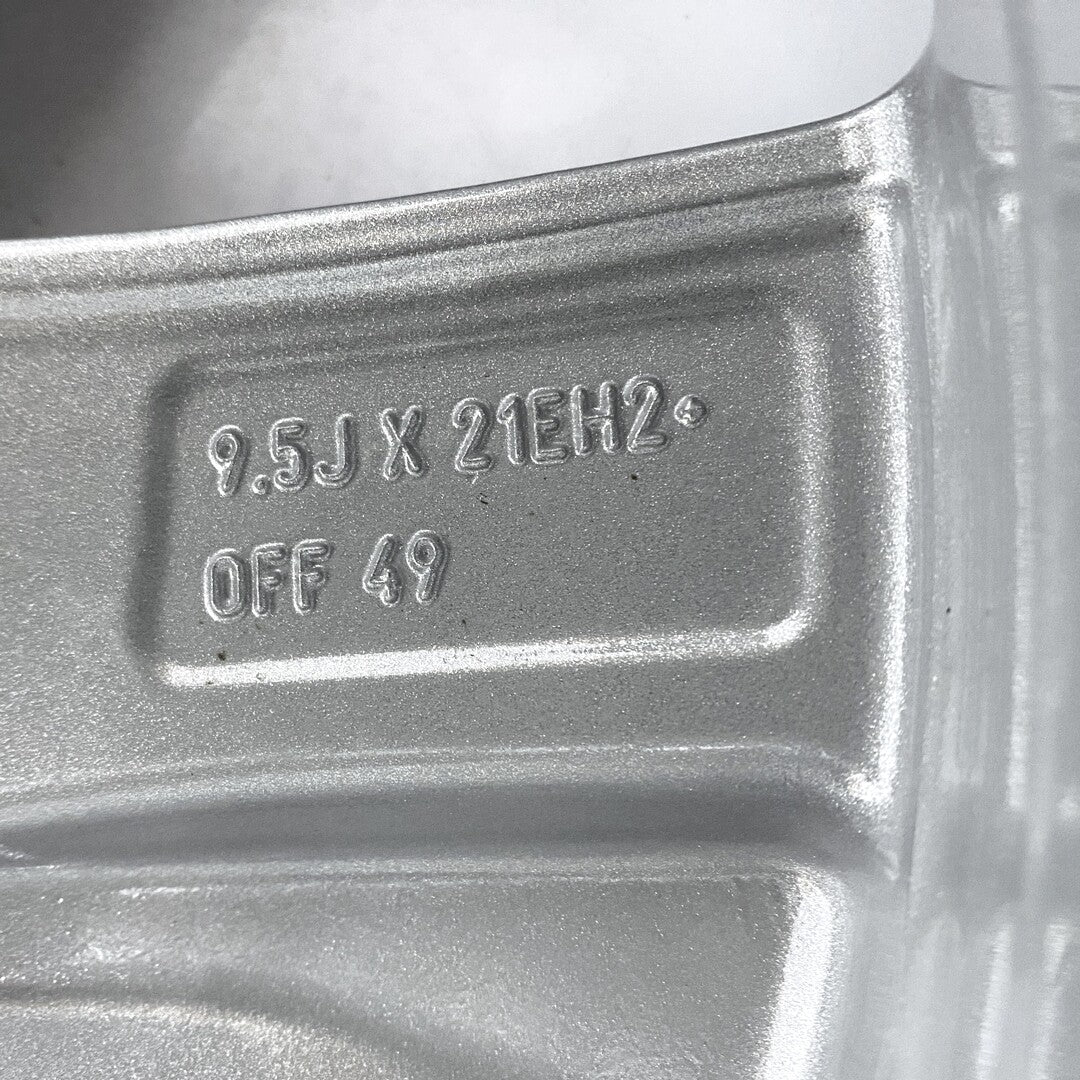 9.5J X 21EH2+
OFF 49